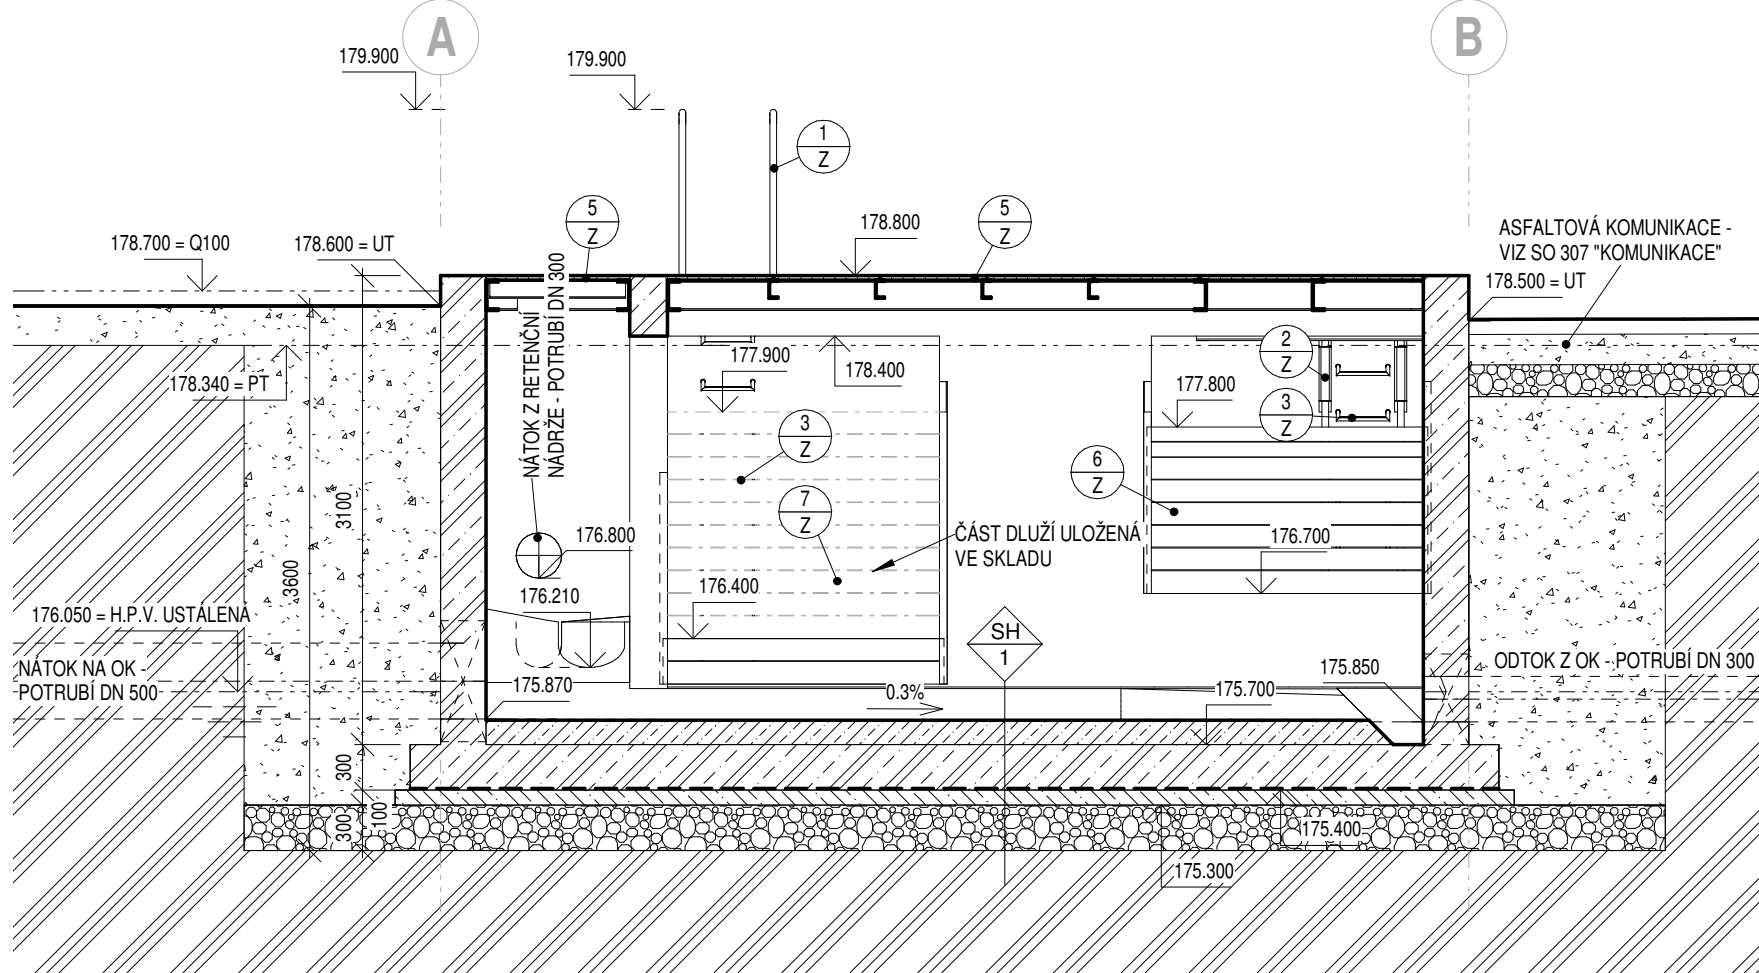 A
B
179.900
179.900
1
Z
5
Z
178.800
5
Z
178.700 = Q100
178.600 = UT
ASFALTOVÁ KOMUNIKACE -
VIZ SO 307 "KOMUNIKACE"
178.500 = UT
NÁTOK Z RETENČNÍ
NÁDRŽE - POTRUBÍ DN 300
177.900
178.400
2
Z
178.340 = PT
177.800
3
Z
3
Z
6
Z
3100
7
Z
176.800
ČÁST DLUŽÍ ULOŽENÁ
VE SKLADU
176.700
3600
176.210
176.400
176.050 = H.P.V. USTÁLENÁ
SH
1
NÁTOK NA OK -
POTRUBÍ DN 500
175.870
0.3%
175.700
175.850
ODTOK Z OK - POTRUBÍ DN 300
300
300
100
175.400
175.300